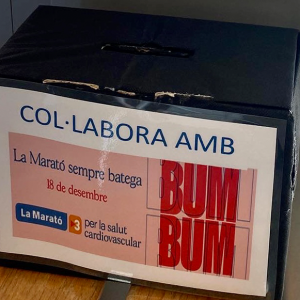 COL·LABORA AMB
La Marató sempre batega
18 de desembre
BUM
BUM
La Marató 3 per la salut
cardiovascular